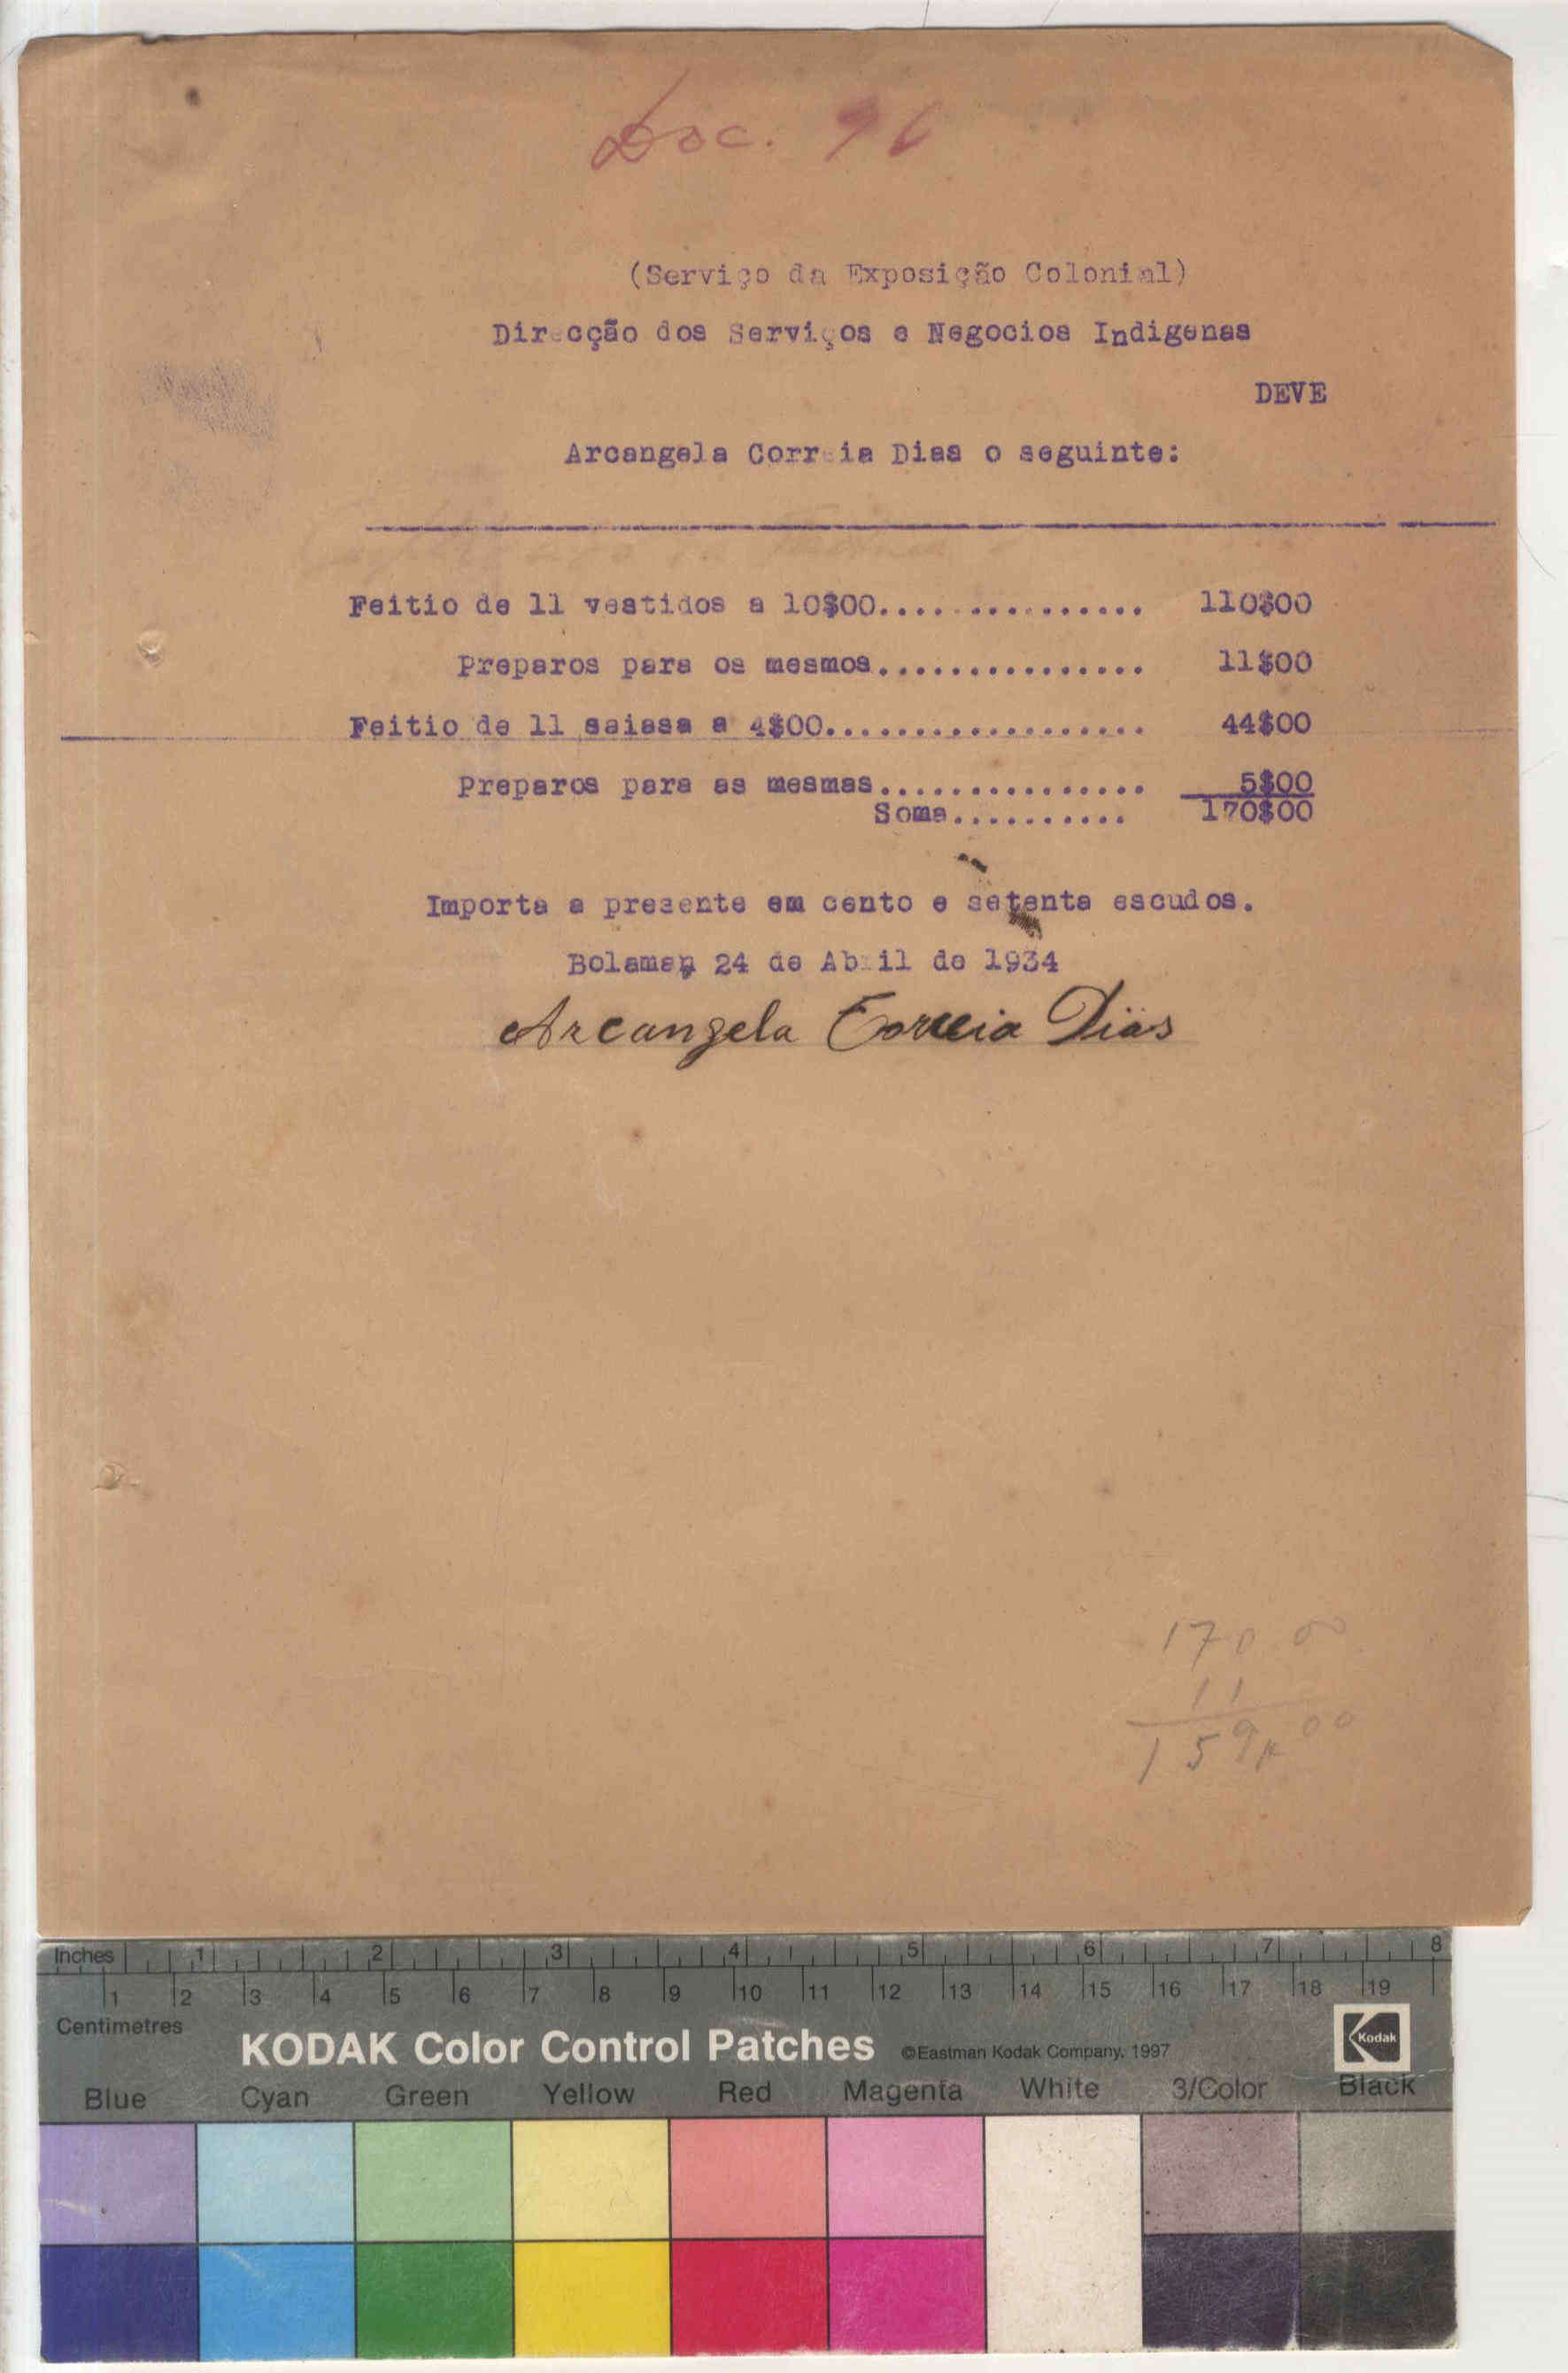 Doc. 96
(Serviço da Exposição Colonial)
Direcção dos Serviços e Negocios Indigenas
DEVE
Arcangela Correia Dias o seguinte:
Feitio de 11 vestidos a 10$00............... 110$00
Preparos para os mesmos............... 11$00
Feitio de 11 saiasa a 4$00.................. 44$00
Preparos para as mesmas............... 5$00
Soma.......... 170$00
Importa a presente em cento e setenta escudos.
Bolama, 24 de Abril de 1934
Arcangela Correia Dias
170 00
11
159,00
Inches 1 2 3 4 5 6 7 8
1 2 3 4 5 6 7 8 9 10 11 12 13 14 15 16 17 18 19
Centimetres
KODAK Color Control Patches ©Eastman Kodak Company, 1997 Kodak
Blue Cyan Green Yellow Red Magenta White 3/Color Black